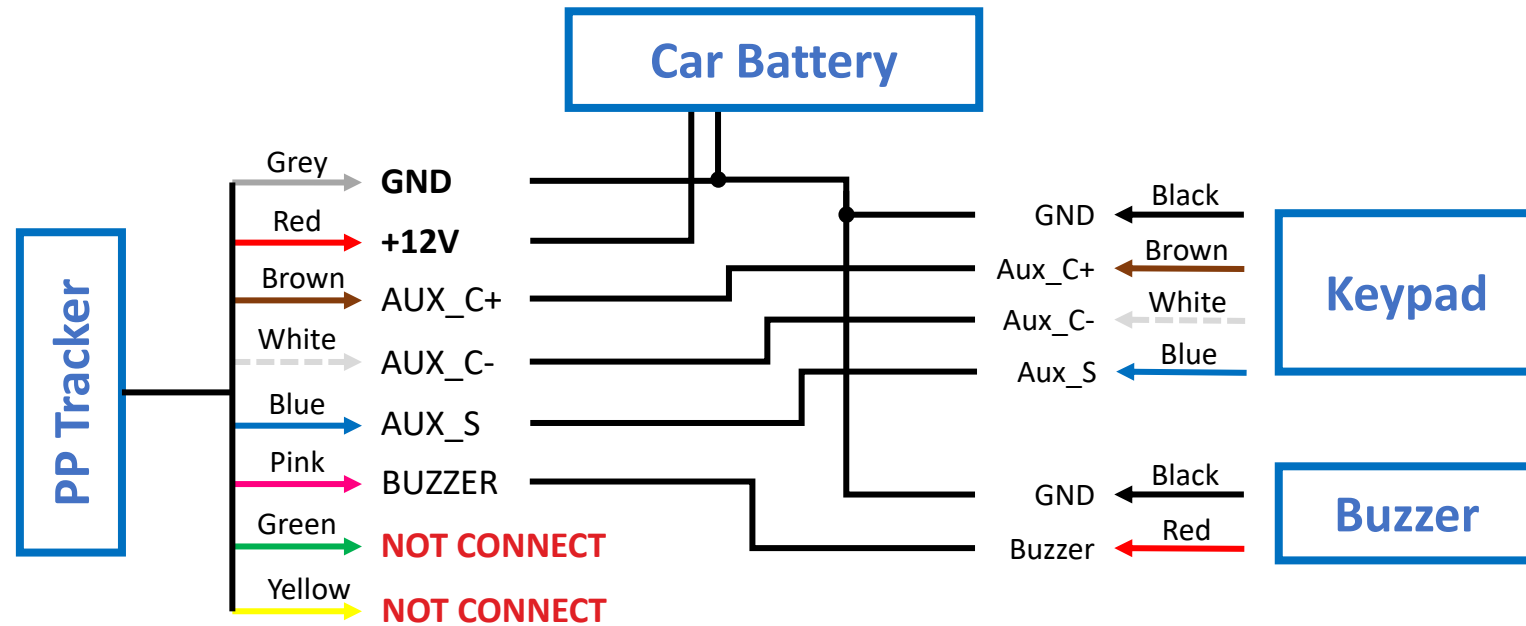 Car Battery
PP Tracker
Grey GND
Red +12V
Brown AUX_C+
White AUX_C-
Blue AUX_S
Pink BUZZER
Green NOT CONNECT
Yellow NOT CONNECT
GND Black
Aux_C+ Brown
Aux_C- White
Aux_S Blue
Keypad
GND Black
Buzzer Red
Buzzer